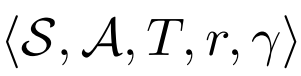 ⟨𝒮, 𝒜, T, r, γ⟩